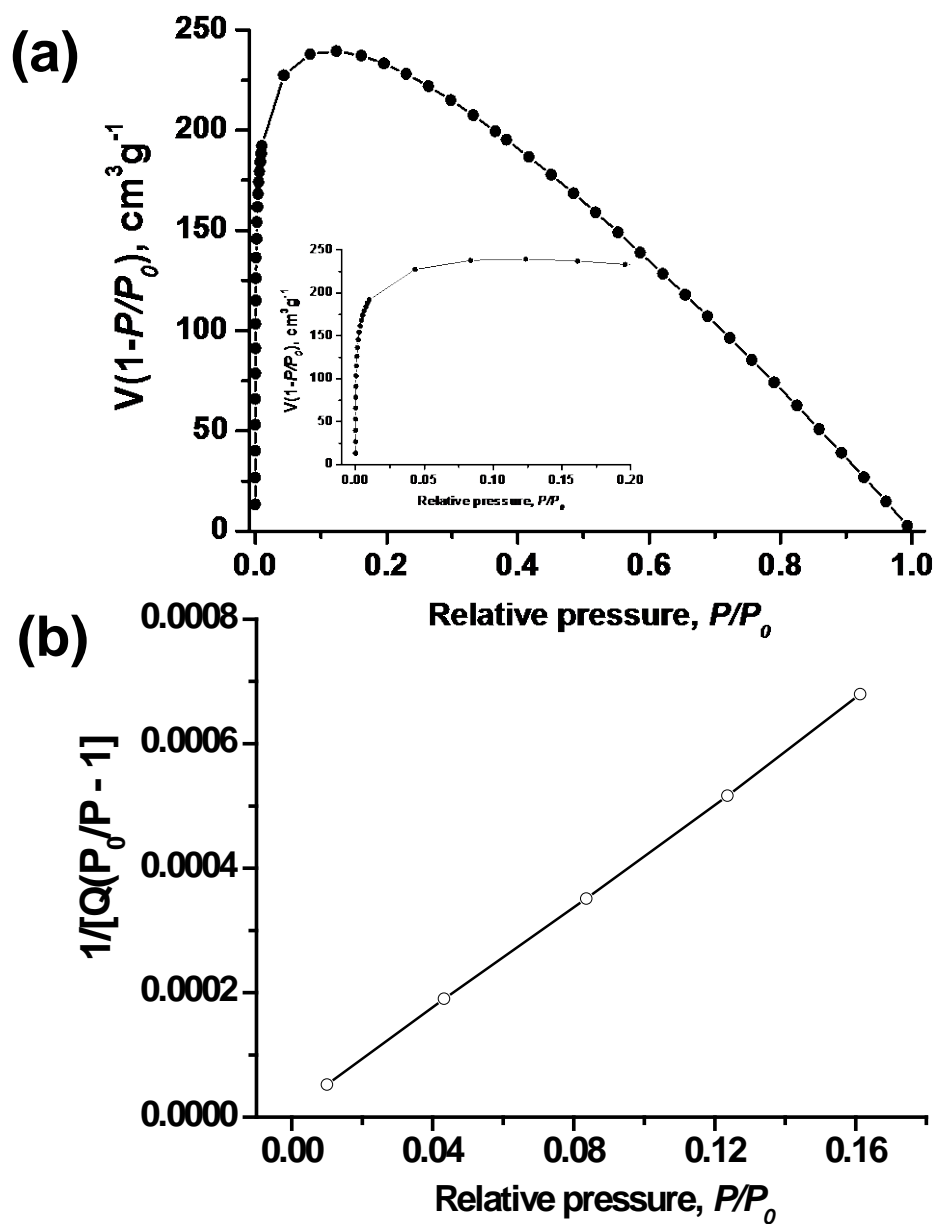 (a)
V(1-P/P0), cm3g-1
250
200
150
100
50
0
0.0 0.2 0.4 0.6 0.8 1.0
Relative pressure, P/P0
V(1-P/P0), cm3g-1
250
200
150
100
50
0
0.00 0.05 0.10 0.15 0.20
Relative pressure, P/P0
(b)
1/[Q(P0/P - 1]
0.0008
0.0006
0.0004
0.0002
0.0000
0.00 0.04 0.08 0.12 0.16
Relative pressure, P/P0